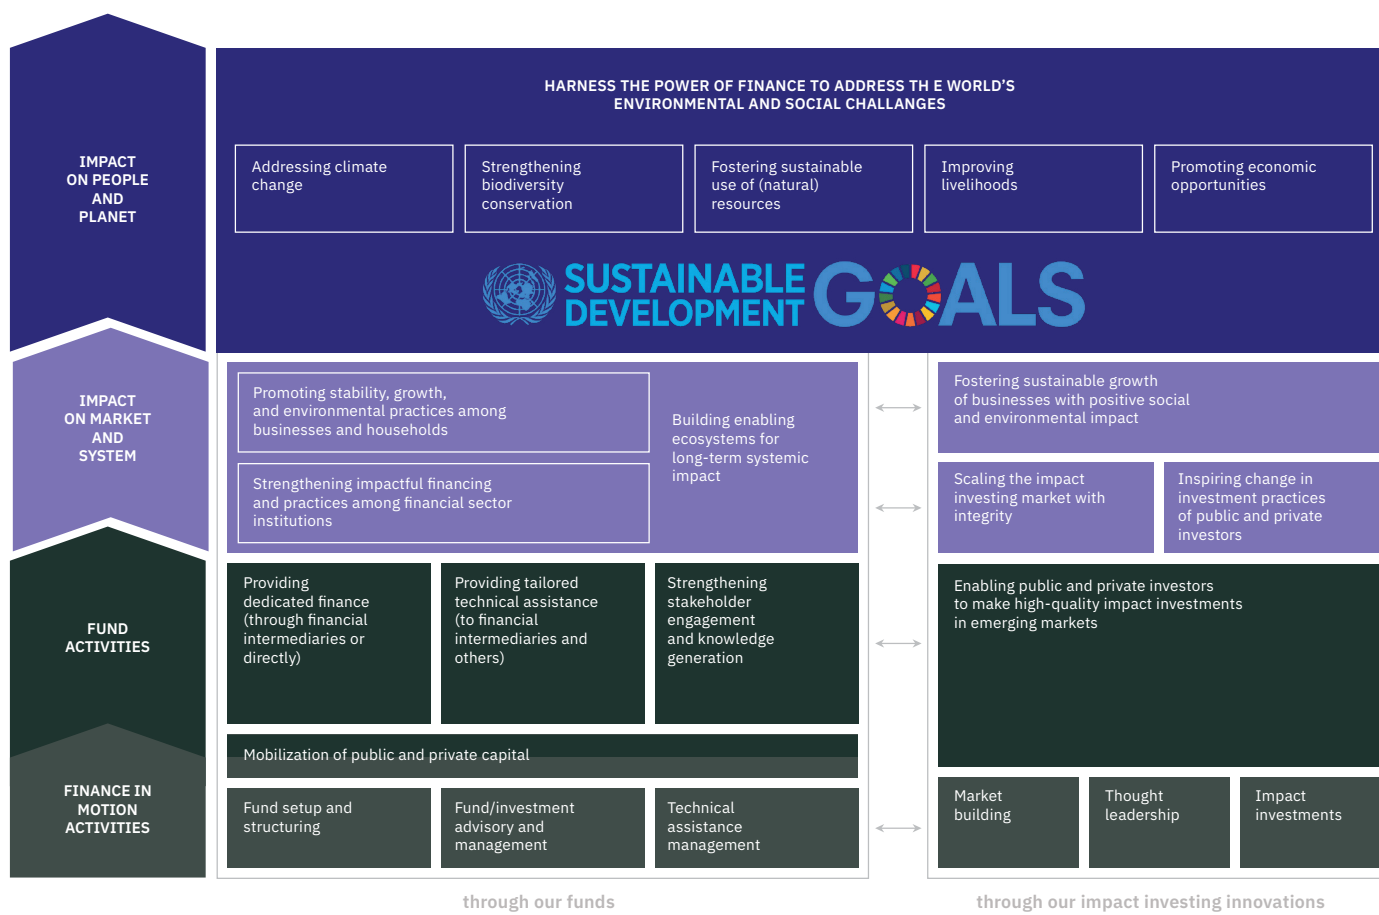 HARNESS THE POWER OF FINANCE TO ADDRESS TH E WORLD'S
ENVIRONMENTAL AND SOCIAL CHALLANGES
IMPACT
ON PEOPLE
AND
PLANET
Addressing climate
change
Strengthening
biodiversity
conservation
Fostering sustainable
use of (natural)
resources
Improving
livelihoods
Promoting economic
opportunities
SUSTAINABLE
DEVELOPMENT
GOALS
IMPACT
ON MARKET
AND
SYSTEM
Promoting stability, growth,
and environmental practices among
businesses and households
Strengthening impactful financing
and practices among financial sector
institutions
Building enabling
ecosystems for
long-term systemic
impact
Fostering sustainable growth
of businesses with positive social
and environmental impact
Scaling the impact
investing market with
integrity
Inspiring change in
investment practices
of public and private
investors
FUND
ACTIVITIES
Providing
dedicated finance
(through financial
intermediaries or
directly)
Providing tailored
technical assistance
(to financial
intermediaries and
others)
Strengthening
stakeholder
engagement
and knowledge
generation
Enabling public and private investors
to make high-quality impact investments
in emerging markets
Mobilization of public and private capital
FINANCE IN
MOTION
ACTIVITIES
Fund setup and
structuring
Fund/investment
advisory and
management
Technical
assistance
management
Market
building
Thought
leadership
Impact
investments
through our funds
through our impact investing innovations